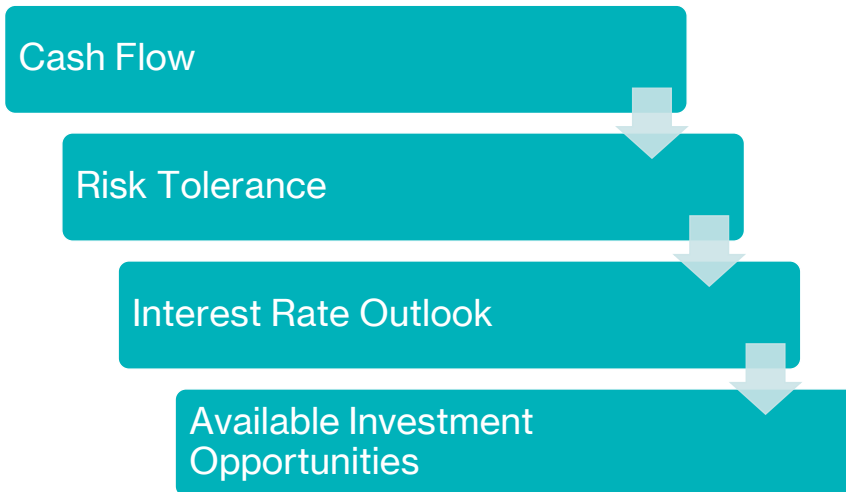 Cash Flow
Risk Tolerance
Interest Rate Outlook
Available Investment
Opportunities